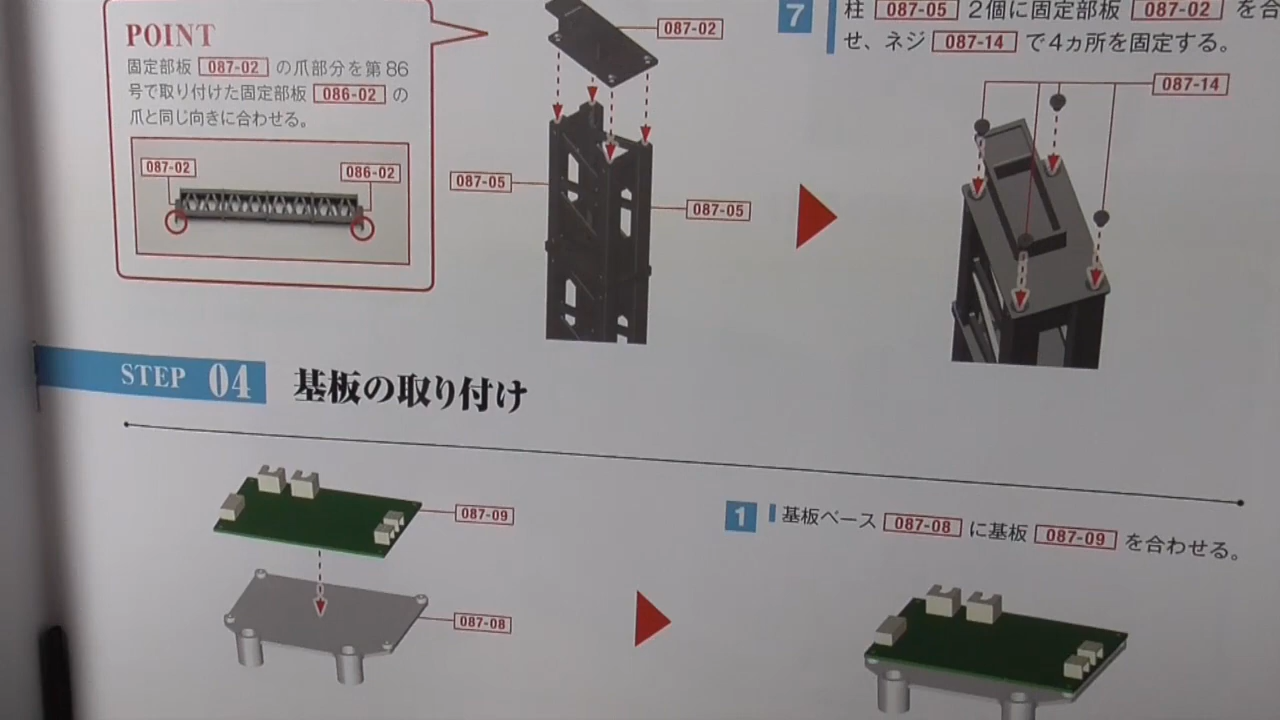 POINT
固定部板 087-02 の爪部分を第86
号で取り付けた固定部板 086-02 の
爪と同じ向きに合わせる。
087-02
086-02
087-02
087-05
087-05
7 柱 087-05 2個に固定部板 087-02 を合
せ、ネジ 087-14 で4ヵ所を固定する。
087-14
STEP 04 基板の取り付け
087-09
087-08
1 基板ベース 087-08 に基板 087-09 を合わせる。